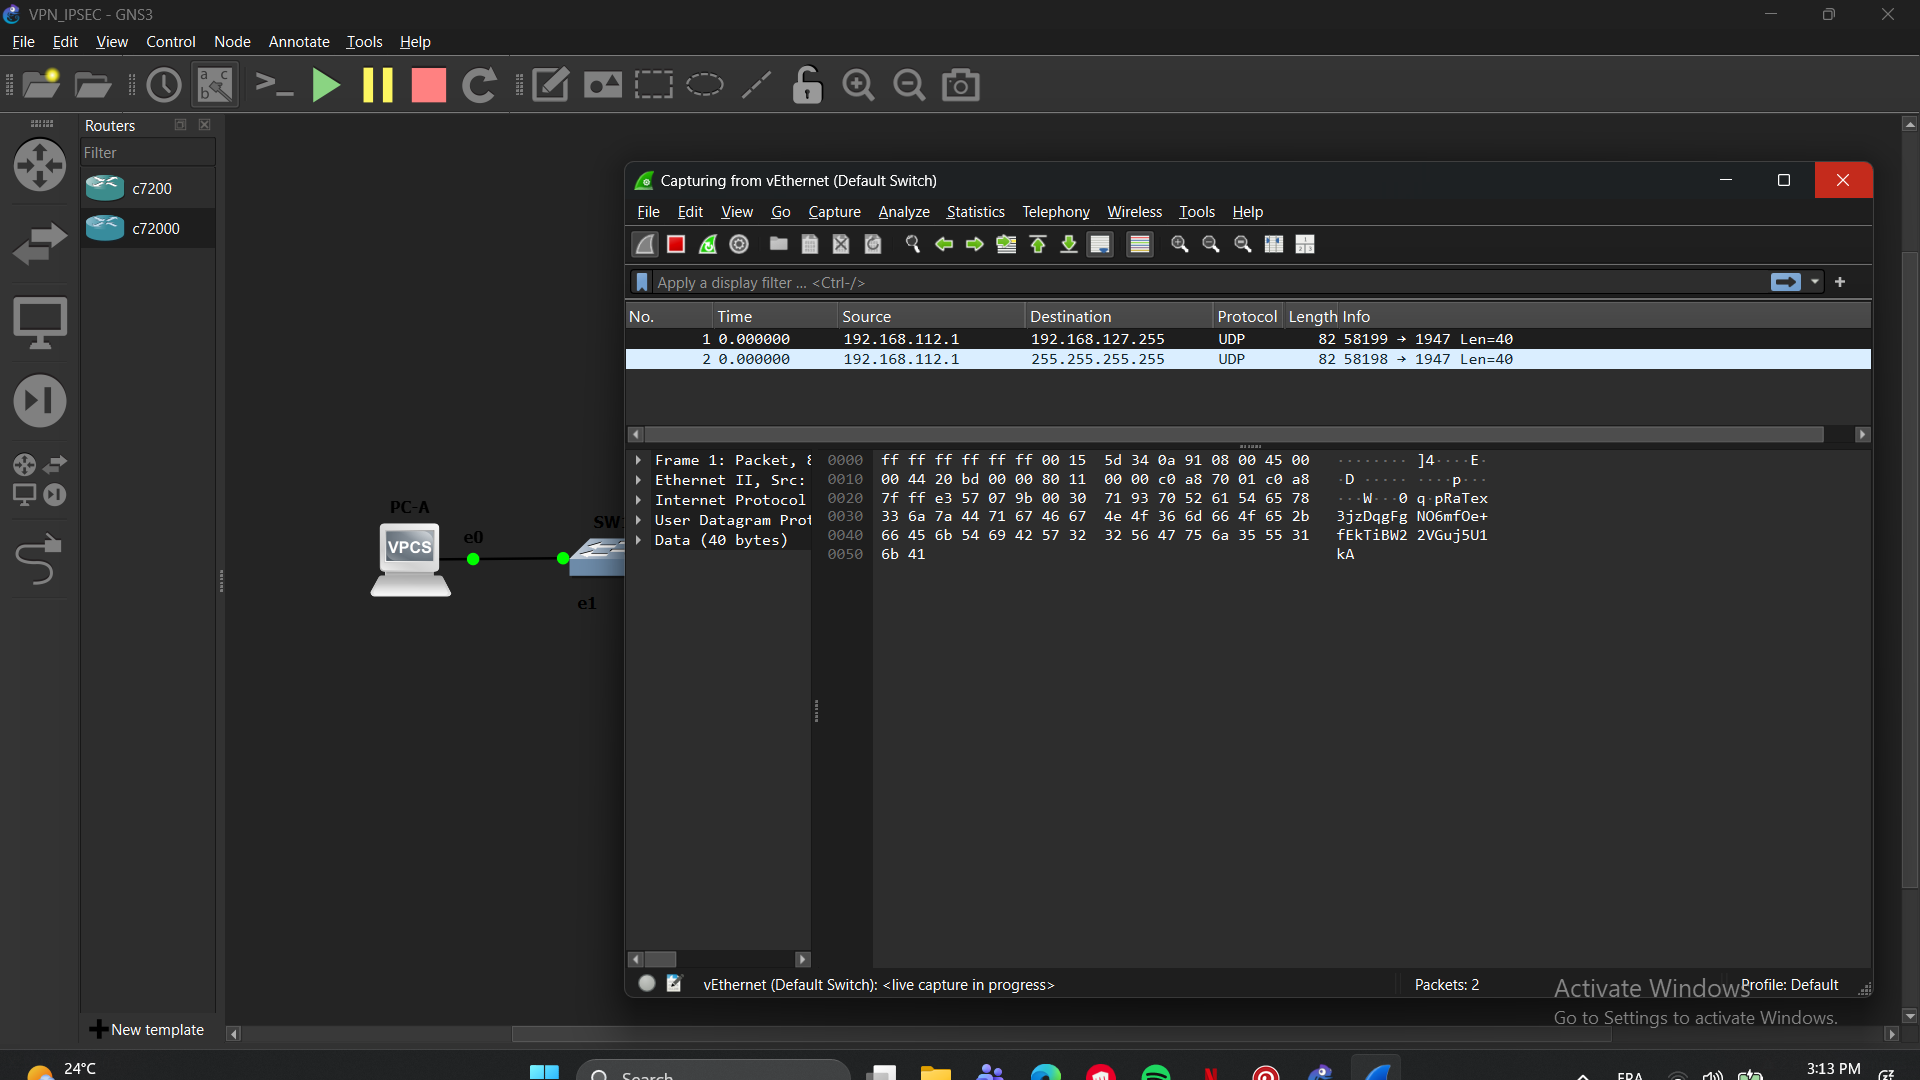 VPN_IPSEC - GNS3
File Edit View Control Node Annotate Tools Help
Routers
Filter
c7200
c72000
New template
PC-A
VPCS
e0
SW
e1
Capturing from vEthernet (Default Switch)
File Edit View Go Capture Analyze Statistics Telephony Wireless Tools Help
Apply a display filter ... <Ctrl-/>
No. Time Source Destination Protocol Length Info
1 0.000000 192.168.112.1 192.168.127.255 UDP 82 58199 → 1947 Len=40
2 0.000000 192.168.112.1 255.255.255.255 UDP 82 58198 → 1947 Len=40
Frame 1: Packet,
Ethernet II, Src:
Internet Protocol
User Datagram Prot
Data (40 bytes)
0000 ff ff ff ff ff ff 00 15 5d 34 0a 91 08 00 45 00 ········ ]4····E·
0010 00 44 20 bd 00 00 80 11 00 00 c0 a8 70 01 c0 a8 ·D ····· ····p···
0020 7f ff e3 57 07 9b 00 30 71 93 70 52 61 54 65 78 ···W···0 q·pRaTex
0030 33 6a 7a 44 71 67 46 67 4e 4f 36 6d 66 4f 65 2b 3jzDqgFg NO6mfOe+
0040 66 45 6b 54 69 42 57 32 32 56 47 75 6a 35 55 31 fEkTiBW2 2VGuj5U1
0050 6b 41 kA
vEthernet (Default Switch): <live capture in progress> Packets: 2 Profile: Default
Activate Windows
Go to Settings to activate Windows.
24°C
Search
FRA
3:13 PM